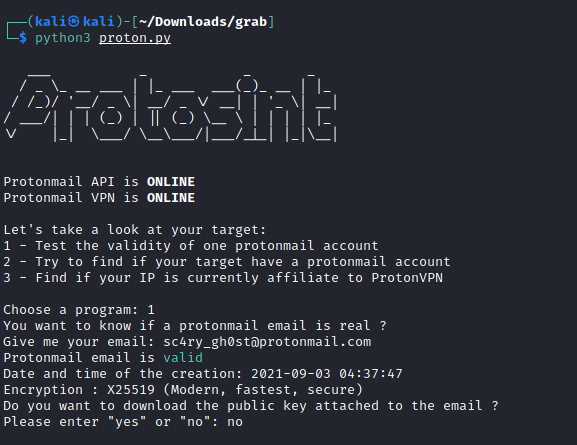 (kali㉿kali)-[~/Downloads/grab]
$ python3 proton.py
ProtOSINT
Protonmail API is ONLINE
Protonmail VPN is ONLINE
Let's take a look at your target:
1 - Test the validity of one protonmail account
2 - Try to find if your target have a protonmail account
3 - Find if your IP is currently affiliate to ProtonVPN
Choose a program: 1
You want to know if a protonmail email is real ?
Give me your email: sc4ry_gh0st@protonmail.com
Protonmail email is valid
Date and time of the creation: 2021-09-03 04:37:47
Encryption : X25519 (Modern, fastest, secure)
Do you want to download the public key attached to the email ?
Please enter "yes" or "no": no